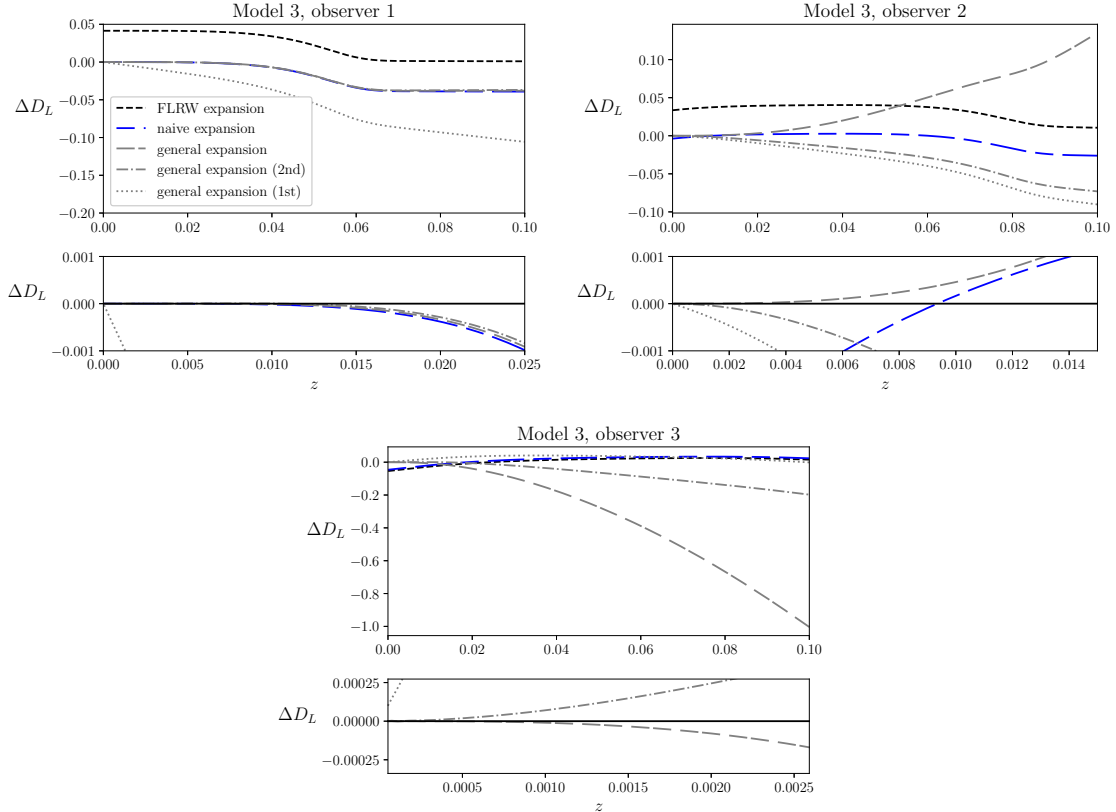 Model 3, observer 1
0.05
0.00
−0.05
−0.10
−0.15
−0.20
ΔD_L
FLRW expansion
naive expansion
general expansion
general expansion (2nd)
general expansion (1st)
0.00 0.02 0.04 0.06 0.08 0.10
0.001
0.000
−0.001
ΔD_L
0.000 0.005 0.010 0.015 0.020 0.025
z
Model 3, observer 2
0.10
0.05
0.00
−0.05
−0.10
ΔD_L
0.00 0.02 0.04 0.06 0.08 0.10
0.001
0.000
−0.001
ΔD_L
0.000 0.002 0.004 0.006 0.008 0.010 0.012 0.014
z
Model 3, observer 3
0.0
−0.2
−0.4
−0.6
−0.8
−1.0
ΔD_L
0.00 0.02 0.04 0.06 0.08 0.10
0.00025
0.00000
−0.00025
ΔD_L
0.0005 0.0010 0.0015 0.0020 0.0025
z